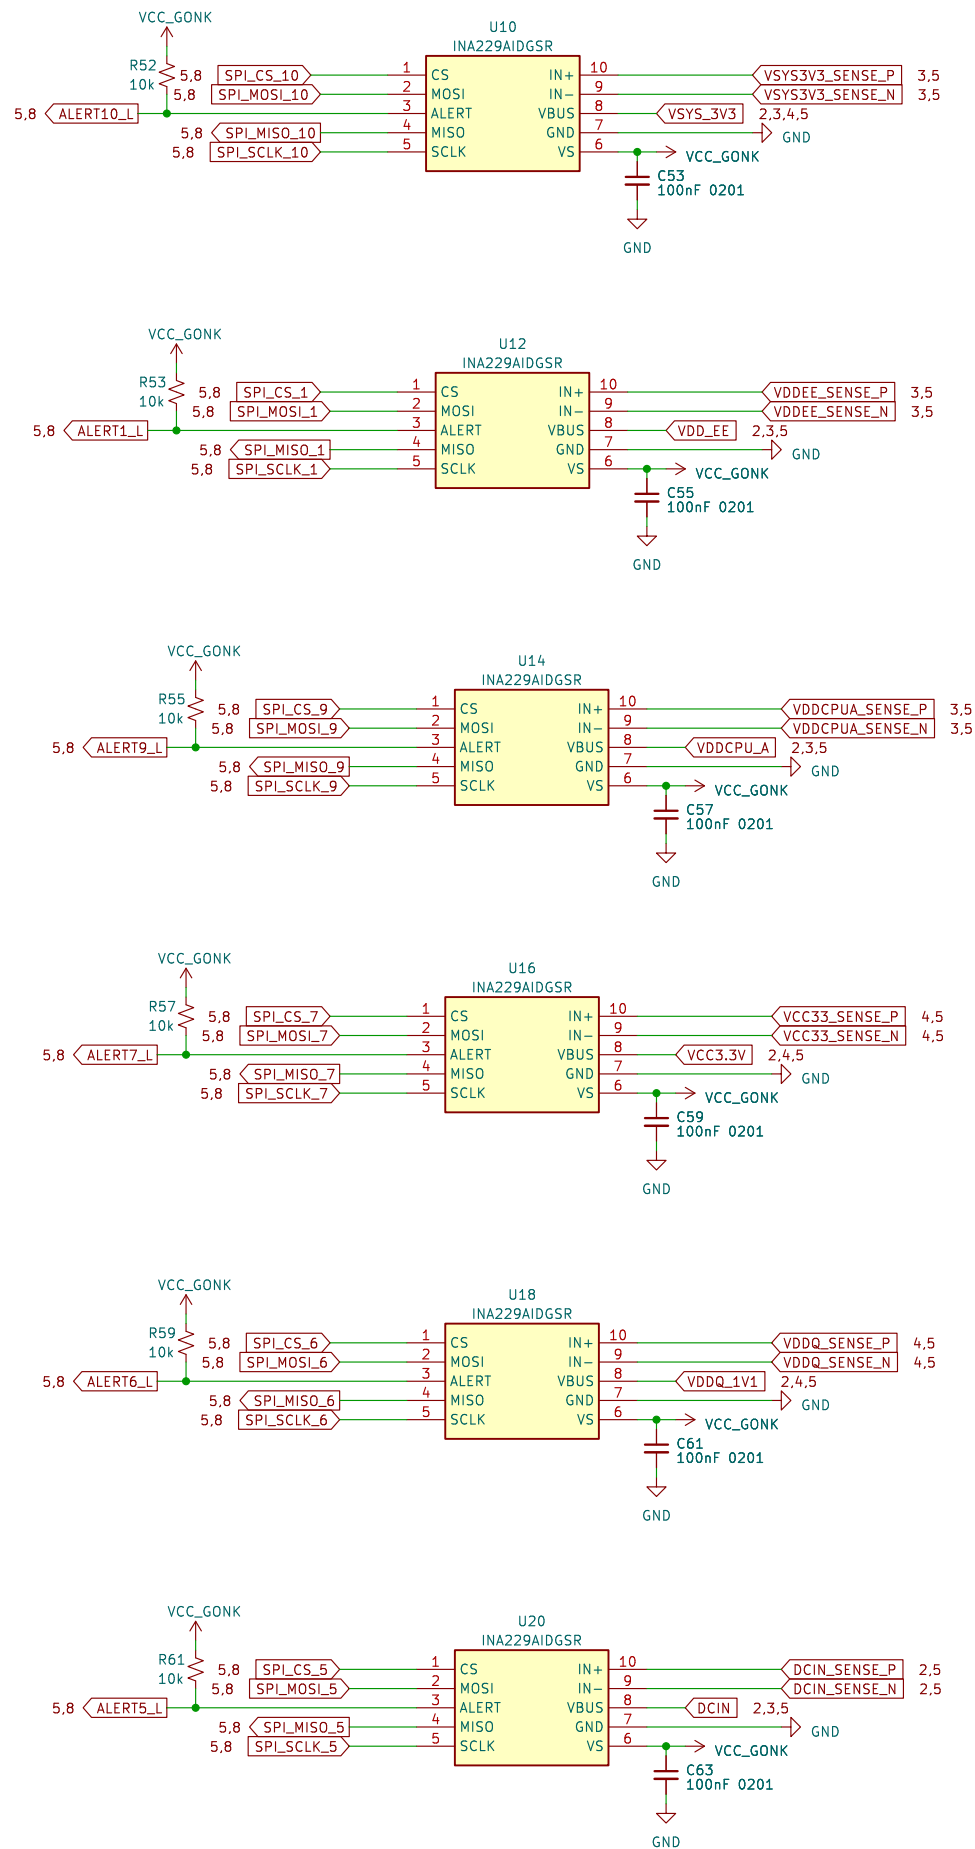 VCC_GONK
U10
INA229AIDGSR
R52
10k
5,8 SPI_CS_10 1 CS IN+ 10 VSYS3V3_SENSE_P 3,5
5,8 SPI_MOSI_10 2 MOSI IN- 9 VSYS3V3_SENSE_N 3,5
5,8 ALERT10_L 3 ALERT VBUS 8 VSYS_3V3 2,3,4,5
5,8 SPI_MISO_10 4 MISO GND 7 GND
5,8 SPI_SCLK_10 5 SCLK VS 6 VCC_GONK
C53
100nF 0201
GND
VCC_GONK
U12
INA229AIDGSR
R53
10k
5,8 SPI_CS_1 1 CS IN+ 10 VDDEE_SENSE_P 3,5
5,8 SPI_MOSI_1 2 MOSI IN- 9 VDDEE_SENSE_N 3,5
5,8 ALERT1_L 3 ALERT VBUS 8 VDD_EE 2,3,5
5,8 SPI_MISO_1 4 MISO GND 7 GND
5,8 SPI_SCLK_1 5 SCLK VS 6 VCC_GONK
C55
100nF 0201
GND
VCC_GONK
U14
INA229AIDGSR
R55
10k
5,8 SPI_CS_9 1 CS IN+ 10 VDDCPUA_SENSE_P 3,5
5,8 SPI_MOSI_9 2 MOSI IN- 9 VDDCPUA_SENSE_N 3,5
5,8 ALERT9_L 3 ALERT VBUS 8 VDDCPU_A 2,3,5
5,8 SPI_MISO_9 4 MISO GND 7 GND
5,8 SPI_SCLK_9 5 SCLK VS 6 VCC_GONK
C57
100nF 0201
GND
VCC_GONK
U16
INA229AIDGSR
R57
10k
5,8 SPI_CS_7 1 CS IN+ 10 VCC33_SENSE_P 4,5
5,8 SPI_MOSI_7 2 MOSI IN- 9 VCC33_SENSE_N 4,5
5,8 ALERT7_L 3 ALERT VBUS 8 VCC3.3V 2,4,5
5,8 SPI_MISO_7 4 MISO GND 7 GND
5,8 SPI_SCLK_7 5 SCLK VS 6 VCC_GONK
C59
100nF 0201
GND
VCC_GONK
U18
INA229AIDGSR
R59
10k
5,8 SPI_CS_6 1 CS IN+ 10 VDDQ_SENSE_P 4,5
5,8 SPI_MOSI_6 2 MOSI IN- 9 VDDQ_SENSE_N 4,5
5,8 ALERT6_L 3 ALERT VBUS 8 VDDQ_1V1 2,4,5
5,8 SPI_MISO_6 4 MISO GND 7 GND
5,8 SPI_SCLK_6 5 SCLK VS 6 VCC_GONK
C61
100nF 0201
GND
VCC_GONK
U20
INA229AIDGSR
R61
10k
5,8 SPI_CS_5 1 CS IN+ 10 DCIN_SENSE_P 2,5
5,8 SPI_MOSI_5 2 MOSI IN- 9 DCIN_SENSE_N 2,5
5,8 ALERT5_L 3 ALERT VBUS 8 DCIN 2,3,5
5,8 SPI_MISO_5 4 MISO GND 7 GND
5,8 SPI_SCLK_5 5 SCLK VS 6 VCC_GONK
C63
100nF 0201
GND